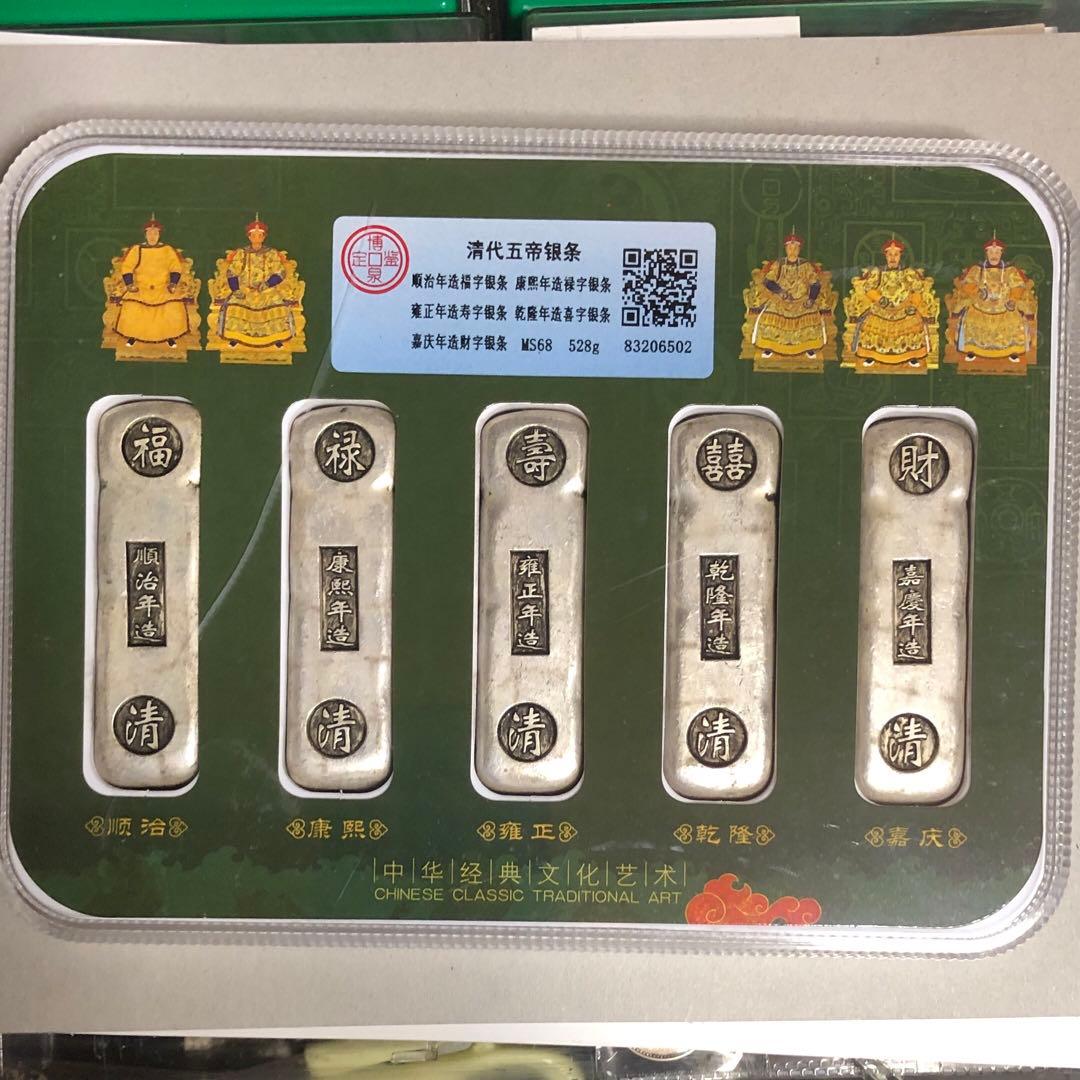 博泉鉴定
清代五帝银条
顺治年造福字银条 康熙年造禄字银条
雍正年造寿字银条 乾隆年造喜字银条
嘉庆年造财字银条 MS68 528g 83206502
福
順治年造
清
禄
康熙年造
清
壽
雍正年造
清
囍
乾隆年造
清
財
嘉慶年造
清
顺治
康熙
雍正
乾隆
嘉庆
中华经典文化艺术
CHINESE CLASSIC TRADITIONAL ART